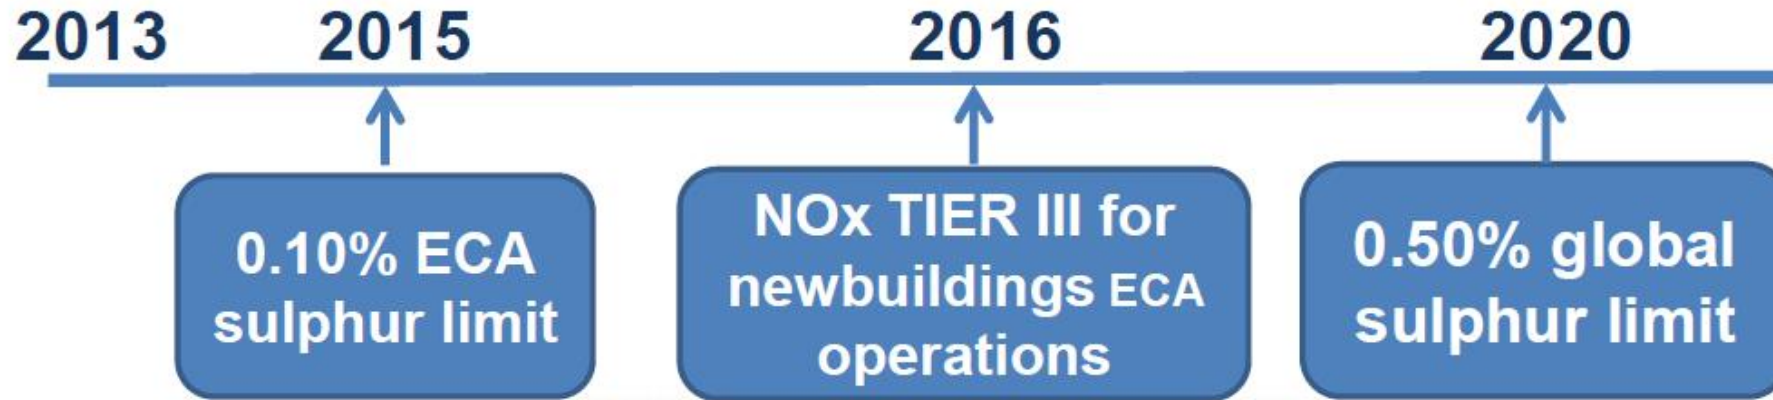 2013 2015 2016 2020
0.10% ECA
sulphur limit
NOx TIER III for
newbuildings ECA
operations
0.50% global
sulphur limit